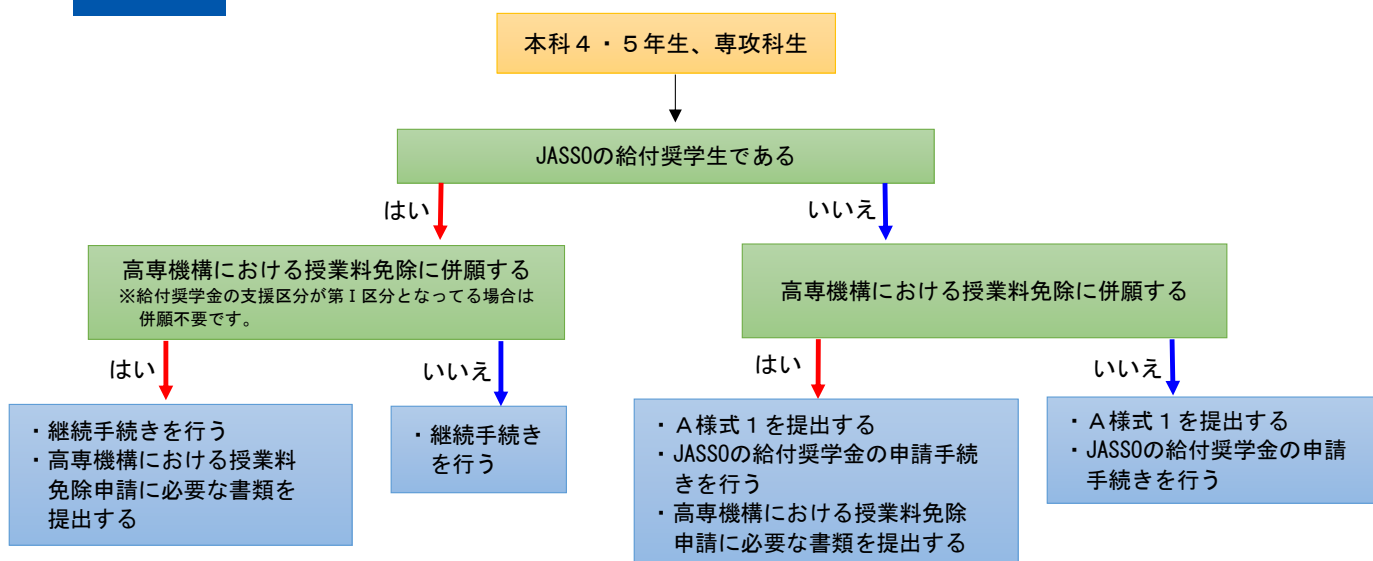 本科４・５年生、専攻科生
JASSOの給付奨学生である
はい
いいえ
高専機構における授業料免除に併願する
※給付奨学金の支援区分が第Ⅰ区分となってる場合は
併願不要です。
高専機構における授業料免除に併願する
はい
いいえ
はい
いいえ
・継続手続きを行う
・高専機構における授業料
免除申請に必要な書類を
提出する
・継続手続き
を行う
・Ａ様式１を提出する
・JASSOの給付奨学金の申請手続
きを行う
・高専機構における授業料免除
申請に必要な書類を提出する
・Ａ様式１を提出する
・JASSOの給付奨学金の申請
手続きを行う